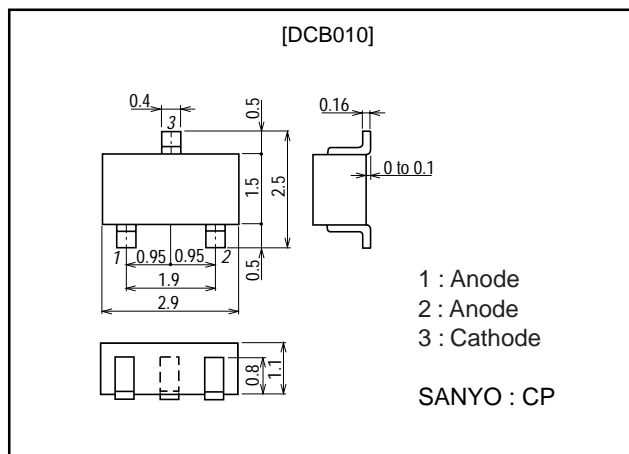 [DCB010]
0.4
3
0.5
1.5
2.5
0.5
1
0.95
0.95
2
1.9
2.9
0.16
0 to 0.1
0.8
1.1
1 : Anode
2 : Anode
3 : Cathode
SANYO : CP